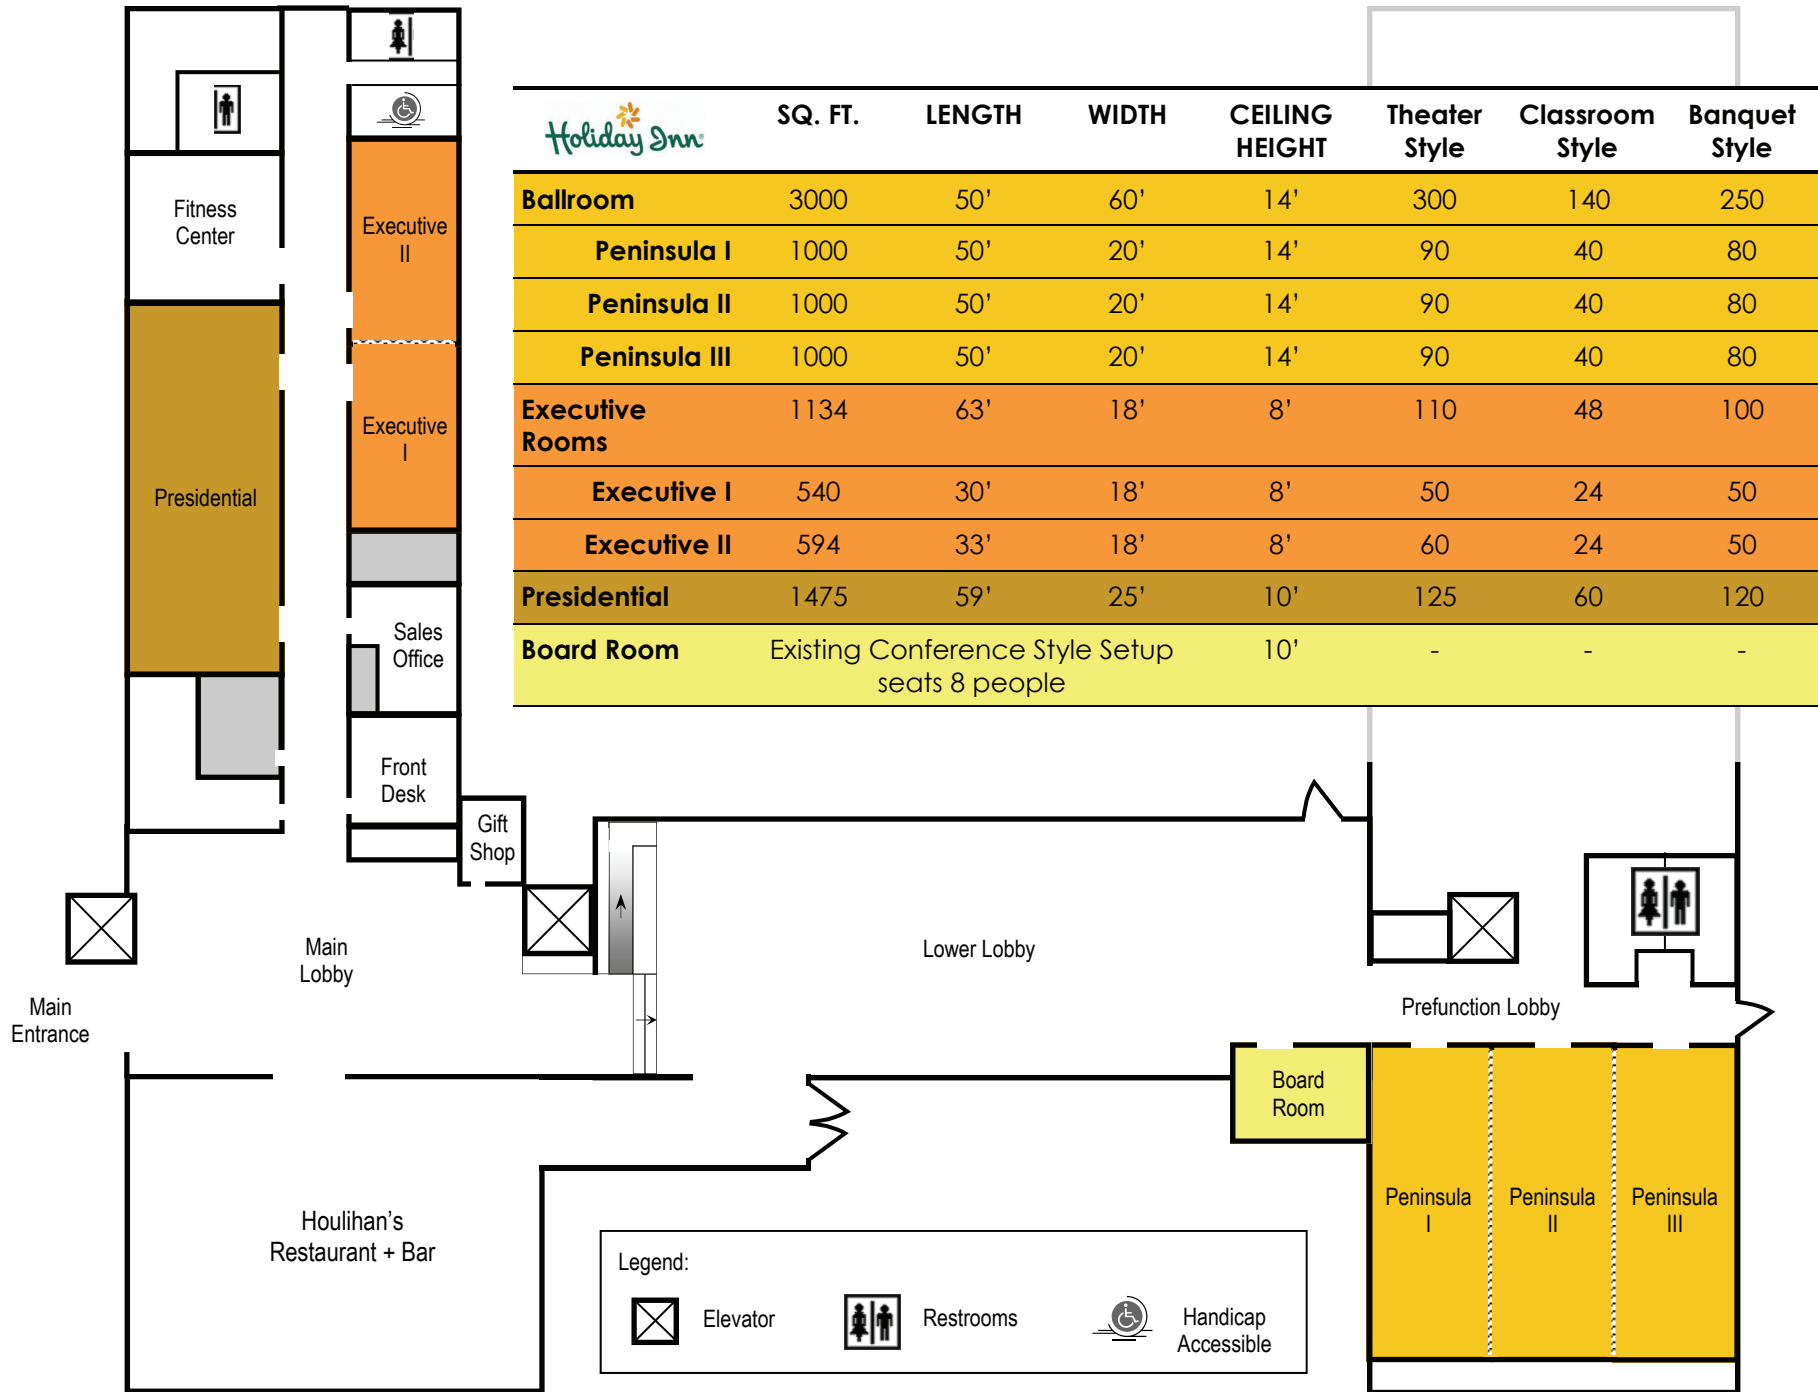 Holiday Inn
SQ. FT. LENGTH WIDTH CEILING HEIGHT Theater Style Classroom Style Banquet Style
Ballroom 3000 50’ 60’ 14’ 300 140 250
Peninsula I 1000 50’ 20’ 14’ 90 40 80
Peninsula II 1000 50’ 20’ 14’ 90 40 80
Peninsula III 1000 50’ 20’ 14’ 90 40 80
Executive Rooms 1134 63’ 18’ 8’ 110 48 100
Executive I 540 30’ 18’ 8’ 50 24 50
Executive II 594 33’ 18’ 8’ 60 24 50
Presidential 1475 59’ 25’ 10’ 125 60 120
Board Room Existing Conference Style Setup 10’ - - -
seats 8 people
Fitness
Center
Executive
II
Executive
I
Presidential
Sales
Office
Front
Desk
Gift
Shop
Main
Lobby
Lower Lobby
Main
Entrance
Prefunction Lobby
Board
Room
Peninsula
I
Peninsula
II
Peninsula
III
Houlihan’s
Restaurant + Bar
Legend:
Elevator
Restrooms
Handicap
Accessible